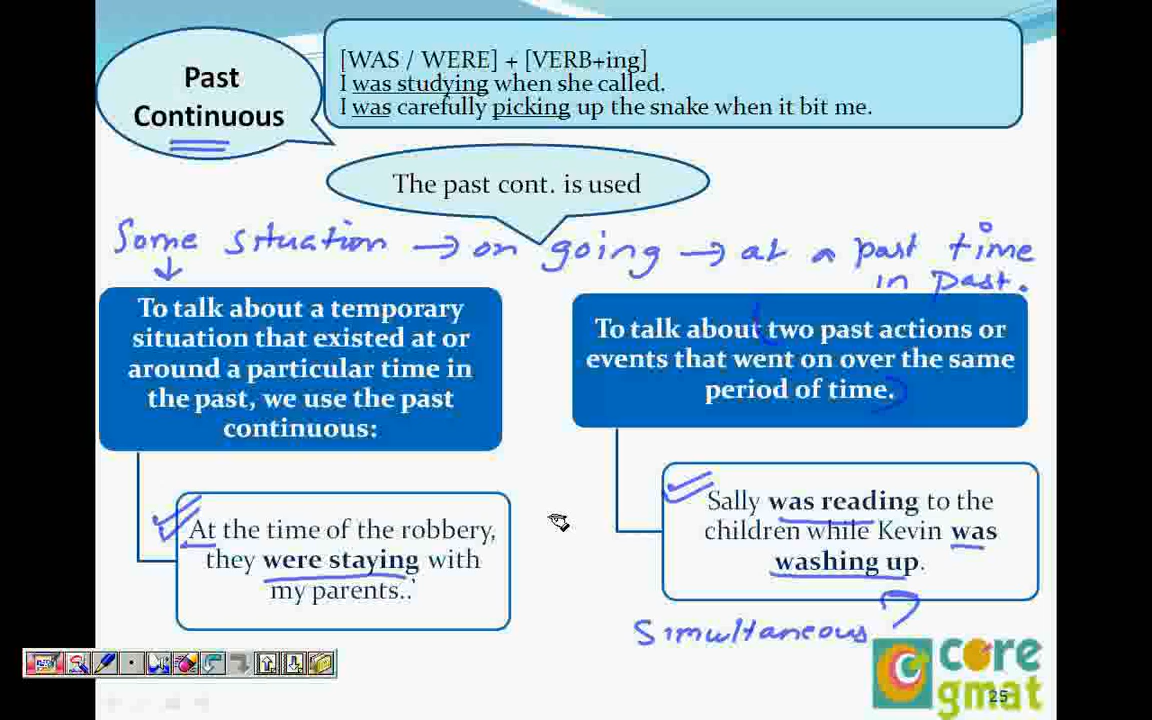 Past
Continuous
[WAS / WERE] + [VERB+ing]
I was studying when she called.
I was carefully picking up the snake when it bit me.
The past cont. is used
Some situation → on going → at a past time
in past.
To talk about a temporary
situation that existed at or
around a particular time in
the past, we use the past
continuous:
To talk about two past actions or
events that went on over the same
period of time.
At the time of the robbery,
they were staying with
my parents..
Sally was reading to the
children while Kevin was
washing up.
Simultaneous
core
gmat
25